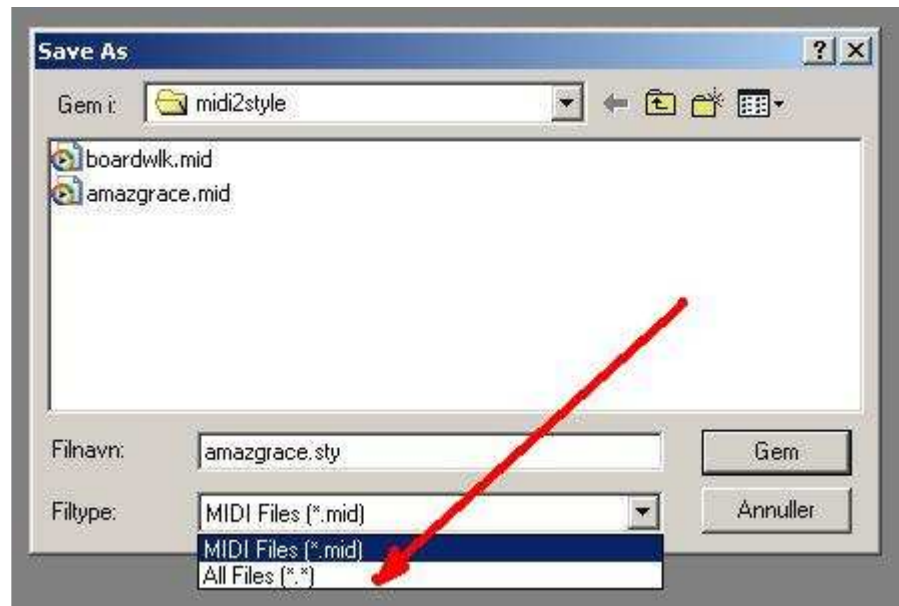 Save As
Gem i: midi2style
boardwlk.mid
amazgrace.mid
Filnavn: amazgrace.sty Gem
Filtype: MIDI Files (*.mid) Annuller
MIDI Files (*.mid)
All Files (*.*)